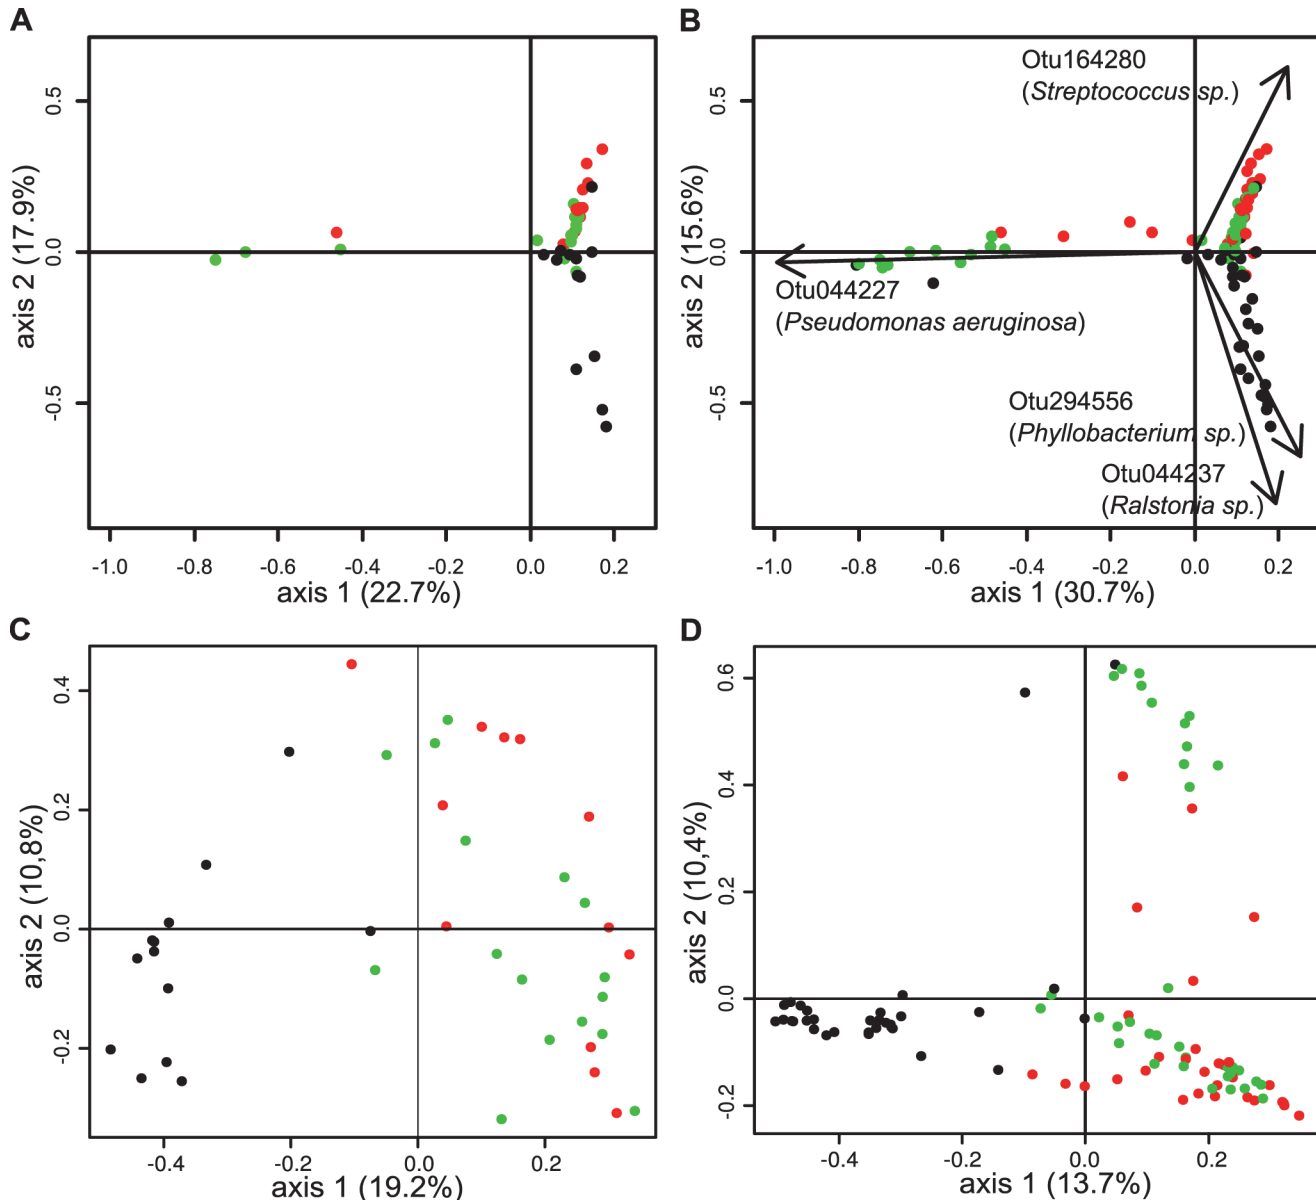 A
0.5
0.0
-0.5
axis 2 (17.9%)
-1.0
-0.8
-0.6
-0.4
-0.2
0.0
0.2
axis 1 (22.7%)
B
Otu164280
(Streptococcus sp.)
0.5
0.0
-0.5
axis 2 (15.6%)
Otu044227
(Pseudomonas aeruginosa)
Otu294556
(Phyllobacterium sp.)
Otu044237
(Ralstonia sp.)
-1.0
-0.8
-0.6
-0.4
-0.2
0.0
0.2
axis 1 (30.7%)
C
0.4
0.2
0.0
-0.2
axis 2 (10,8%)
-0.4
-0.2
0.0
0.2
axis 1 (19.2%)
D
0.6
0.4
0.2
0.0
-0.2
axis 2 (10,4%)
-0.4
-0.2
0.0
0.2
axis 1 (13.7%)